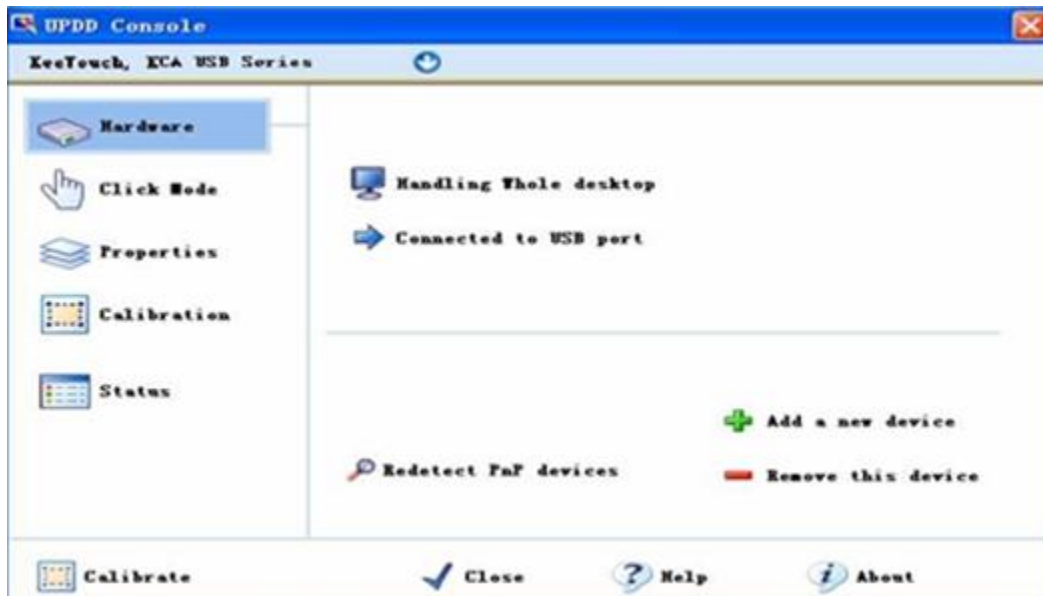 UPDD Console
KeeTouch, KCA USB Series
Hardware
Click Mode
Properties
Calibration
Status
Handling Whole desktop
Connected to USB port
Add a new device
Redetect PnP devices
Remove this device
Calibrate
Close
Help
About